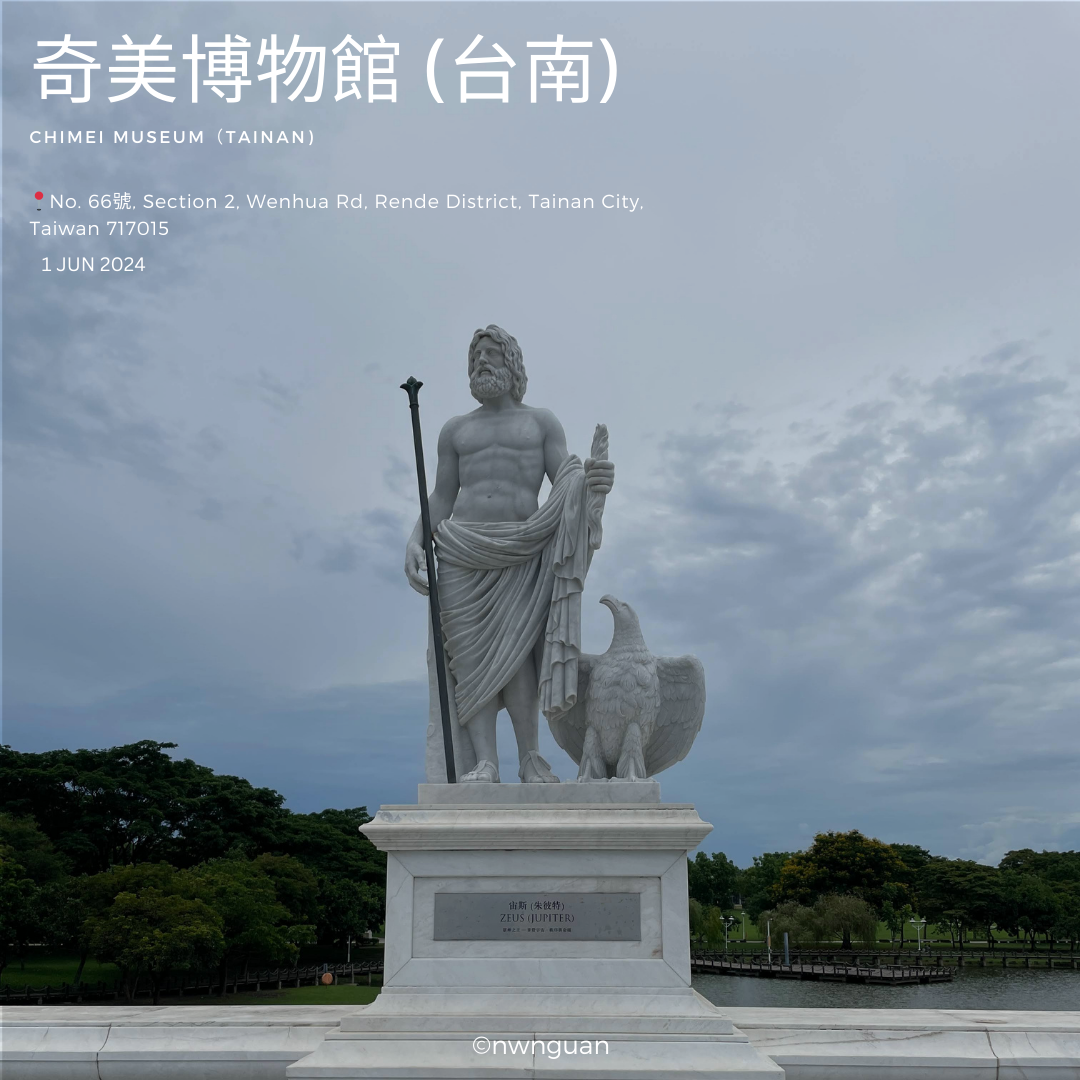 奇美博物館 (台南)
CHIMEI MUSEUM（TAINAN)
📍No. 66號, Section 2, Wenhua Rd, Rende District, Tainan City,
Taiwan 717015
1 JUN 2024
宙斯 (朱彼特)
ZEUS (JUPITER)
©nwnguan